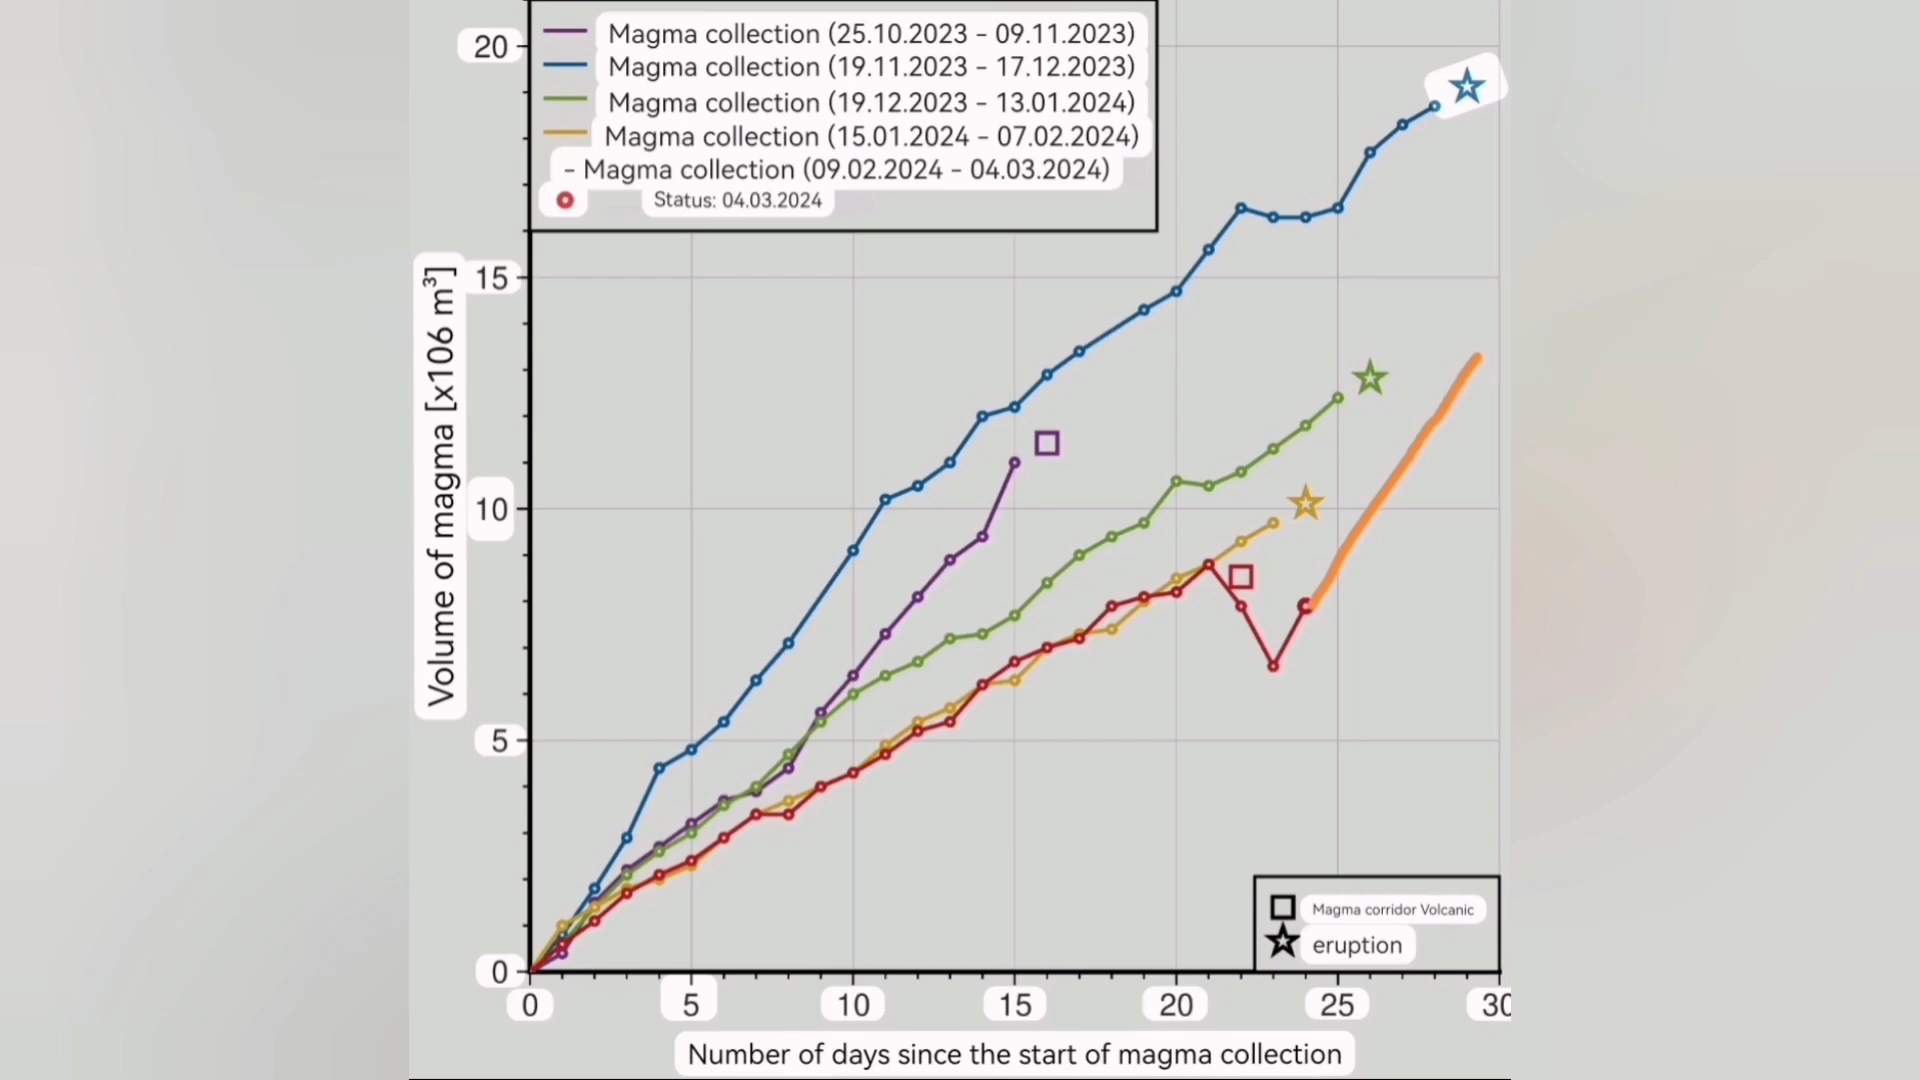 Magma collection (25.10.2023 - 09.11.2023)
Magma collection (19.11.2023 - 17.12.2023)
Magma collection (19.12.2023 - 13.01.2024)
Magma collection (15.01.2024 - 07.02.2024)
- Magma collection (09.02.2024 - 04.03.2024)
Status: 04.03.2024
20
15
10
5
0
Volume of magma [x106 m³]
Magma corridor Volcanic
eruption
0 5 10 15 20 25 30
Number of days since the start of magma collection